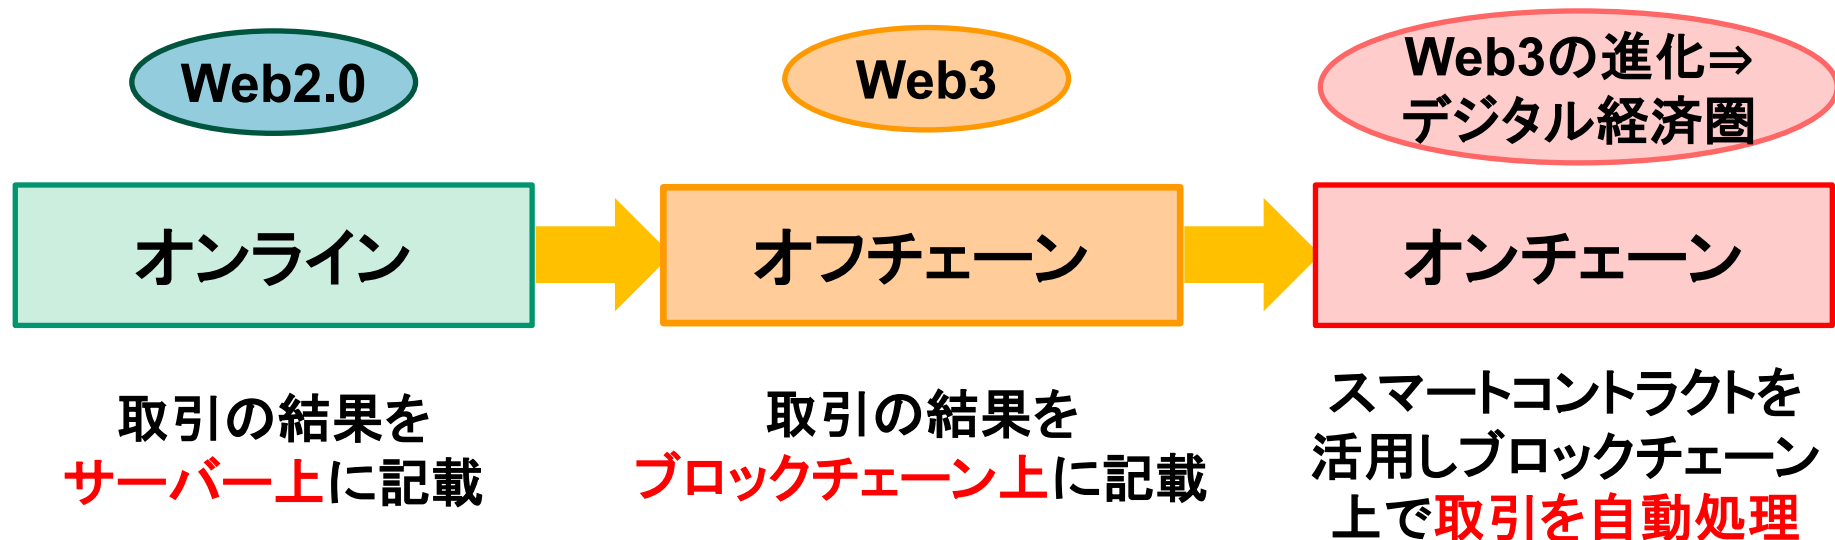 Web2.0
Web3
Web3の進化⇒
デジタル経済圏
オンライン
オフチェーン
オンチェーン
取引の結果を
サーバー上に記載
取引の結果を
ブロックチェーン上に記載
スマートコントラクトを
活用しブロックチェーン
上で取引を自動処理